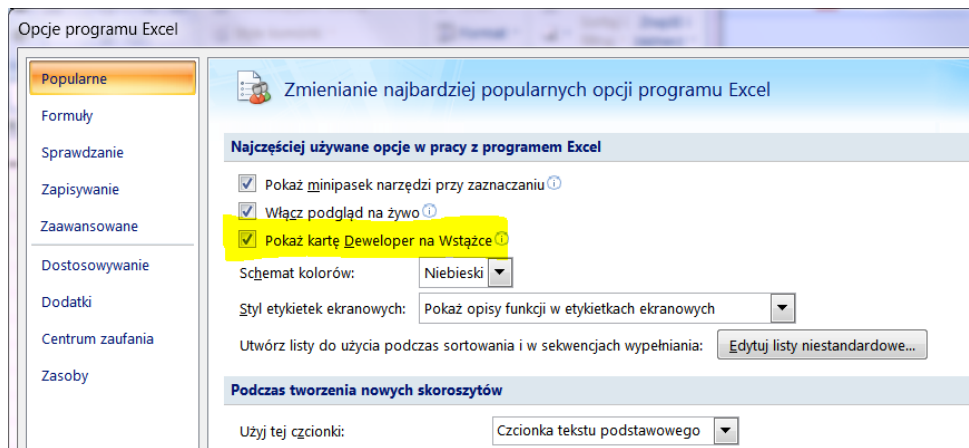 Opcje programu Excel
Popularne
Formuły
Sprawdzanie
Zapisywanie
Zaawansowane
Dostosowywanie
Dodatki
Centrum zaufania
Zasoby
Zmienianie najbardziej popularnych opcji programu Excel
Najczęściej używane opcje w pracy z programem Excel
Pokaż minipasek narzędzi przy zaznaczaniu
Włącz podgląd na żywo
Pokaż kartę Deweloper na Wstążce
Schemat kolorów: Niebieski
Styl etykietek ekranowych: Pokaż opisy funkcji w etykietkach ekranowych
Utwórz listy do użycia podczas sortowania i w sekwencjach wypełniania: Edytuj listy niestandardowe...
Podczas tworzenia nowych skoroszytów
Użyj tej czcionki: Czcionka tekstu podstawowego